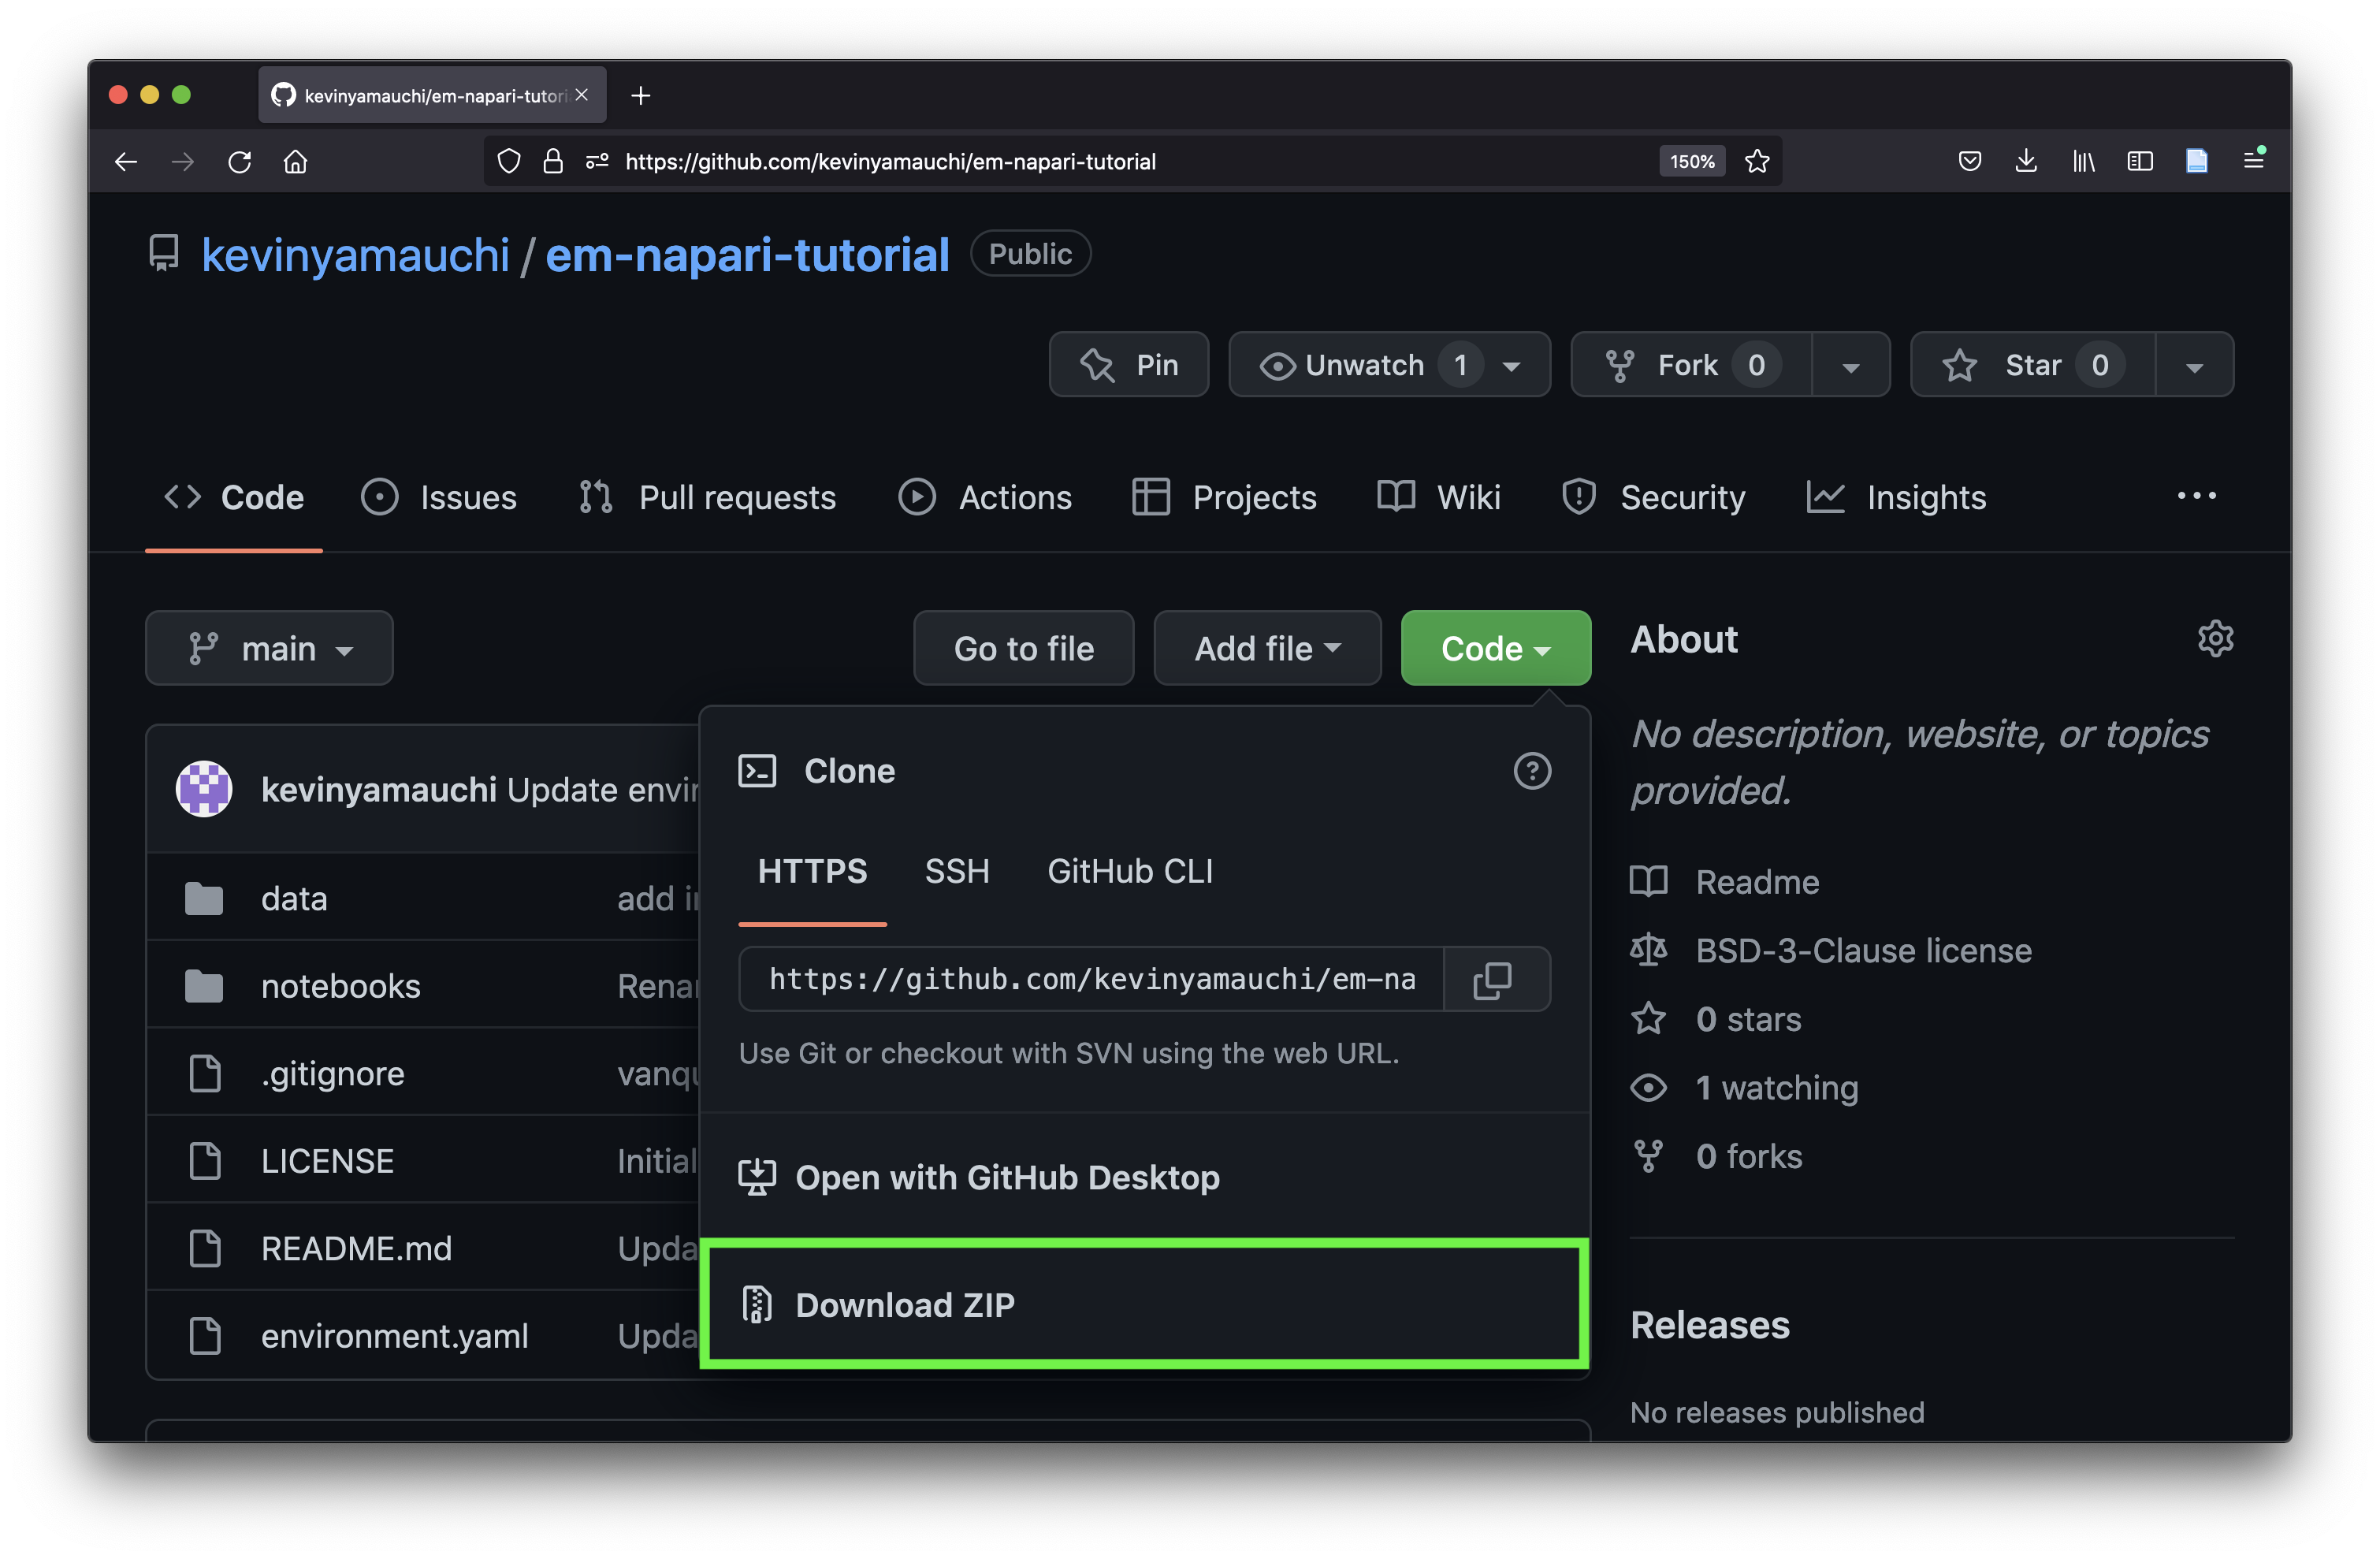 kevinyamauchi/em-napari-tutori
https://github.com/kevinyamauchi/em-napari-tutorial
150%
kevinyamauchi / em-napari-tutorial Public
Pin
Unwatch 1
Fork 0
Star 0
Code
Issues
Pull requests
Actions
Projects
Wiki
Security
Insights
main
Go to file
Add file
Code
kevinyamauchi Update envir
data add i
notebooks Rena
.gitignore vanq
LICENSE Initial
README.md Upda
environment.yaml Upda
Clone
HTTPS
SSH
GitHub CLI
https://github.com/kevinyamauchi/em-na
Use Git or checkout with SVN using the web URL.
Open with GitHub Desktop
Download ZIP
About
No description, website, or topics
provided.
Readme
BSD-3-Clause license
0 stars
1 watching
0 forks
Releases
No releases published